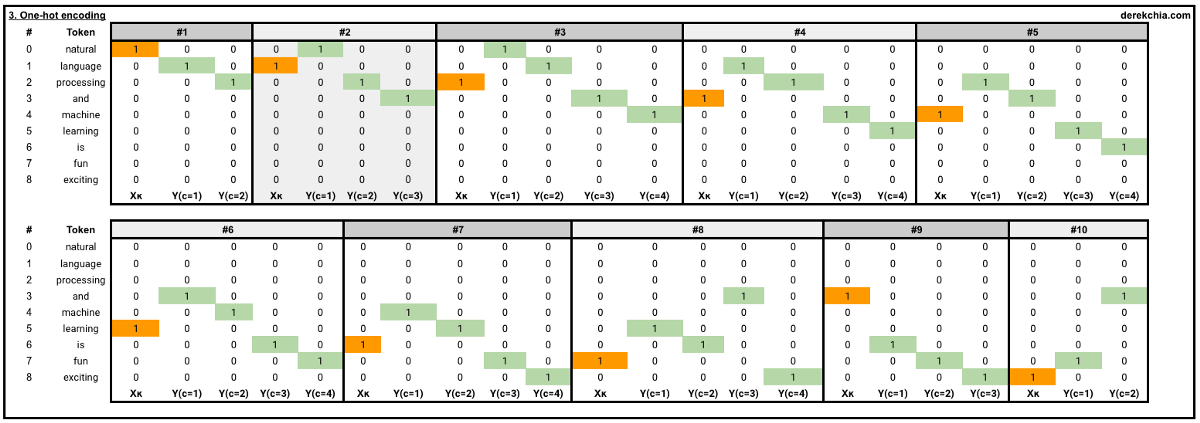 3. One-hot encoding derekchia.com
# Token #1 #2 #3 #4 #5
0 natural 1 0 0 0 1 0 0 0 1 0 0 0 0 0 0 0 0 0 0 0 0 0
1 language 0 1 0 1 0 0 0 0 0 1 0 0 0 1 0 0 0 0 0 0 0 0
2 processing 0 0 1 0 0 1 0 1 0 0 0 0 0 0 1 0 0 0 1 0 0 0
3 and 0 0 0 0 0 0 1 0 0 0 1 0 1 0 0 0 0 0 0 1 0 0
4 machine 0 0 0 0 0 0 0 0 0 0 0 1 0 0 0 1 0 1 0 0 0 0
5 learning 0 0 0 0 0 0 0 0 0 0 0 0 0 0 0 0 1 0 0 0 1 0
6 is 0 0 0 0 0 0 0 0 0 0 0 0 0 0 0 0 0 0 0 0 0 1
7 fun 0 0 0 0 0 0 0 0 0 0 0 0 0 0 0 0 0 0 0 0 0 0
8 exciting 0 0 0 0 0 0 0 0 0 0 0 0 0 0 0 0 0 0 0 0 0 0
Xκ Y(c=1) Y(c=2) Xκ Y(c=1) Y(c=2) Y(c=3) Xκ Y(c=1) Y(c=2) Y(c=3) Y(c=4) Xκ Y(c=1) Y(c=2) Y(c=3) Y(c=4) Xκ Y(c=1) Y(c=2) Y(c=3) Y(c=4)
# Token #6 #7 #8 #9 #10
0 natural 0 0 0 0 0 0 0 0 0 0 0 0 0 0 0 0 0 0 0 0 0 0
1 language 0 0 0 0 0 0 0 0 0 0 0 0 0 0 0 0 0 0 0 0 0 0
2 processing 0 0 0 0 0 0 0 0 0 0 0 0 0 0 0 0 0 0 0 0 0 0
3 and 0 1 0 0 0 0 0 0 0 0 0 0 0 1 0 1 0 0 0 0 0 1
4 machine 0 0 1 0 0 0 1 0 0 0 0 0 0 0 0 0 0 0 0 0 0 0
5 learning 1 0 0 0 0 0 0 1 0 0 0 1 0 0 0 0 0 0 0 0 0 0
6 is 0 0 0 1 0 1 0 0 0 0 0 0 1 0 0 0 1 0 0 0 0 0
7 fun 0 0 0 0 1 0 0 0 1 0 1 0 0 0 0 0 0 1 0 0 1 0
8 exciting 0 0 0 0 0 0 0 0 0 1 0 0 0 0 1 0 0 0 1 1 0 0
Xκ Y(c=1) Y(c=2) Y(c=3) Y(c=4) Xκ Y(c=1) Y(c=2) Y(c=3) Y(c=4) Xκ Y(c=1) Y(c=2) Y(c=3) Y(c=4) Xκ Y(c=1) Y(c=2) Y(c=3) Xκ Y(c=1) Y(c=2)